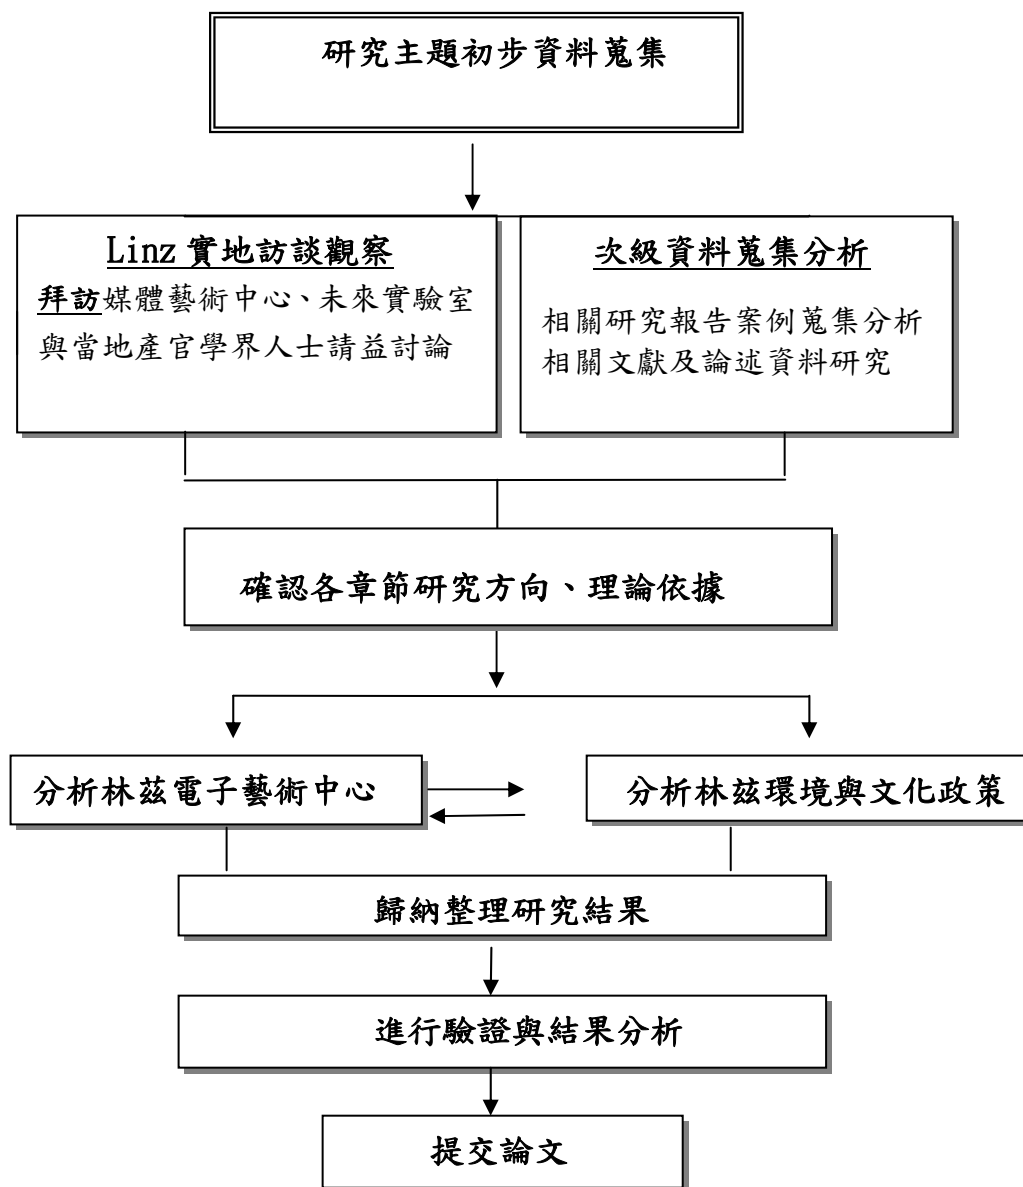 研究主題初步資料蒐集
Linz 實地訪談觀察
拜訪媒體藝術中心、未來實驗室
與當地產官學界人士請益討論
次級資料蒐集分析
相關研究報告案例蒐集分析
相關文獻及論述資料研究
確認各章節研究方向、理論依據
分析林茲電子藝術中心
分析林茲環境與文化政策
歸納整理研究結果
進行驗證與結果分析
提交論文